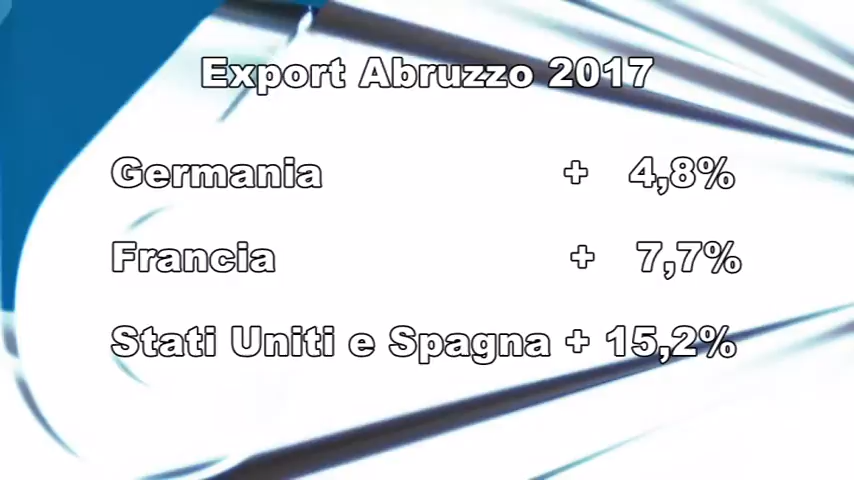 Export Abruzzo 2017
Germania + 4,8%
Francia + 7,7%
Stati Uniti e Spagna + 15,2%